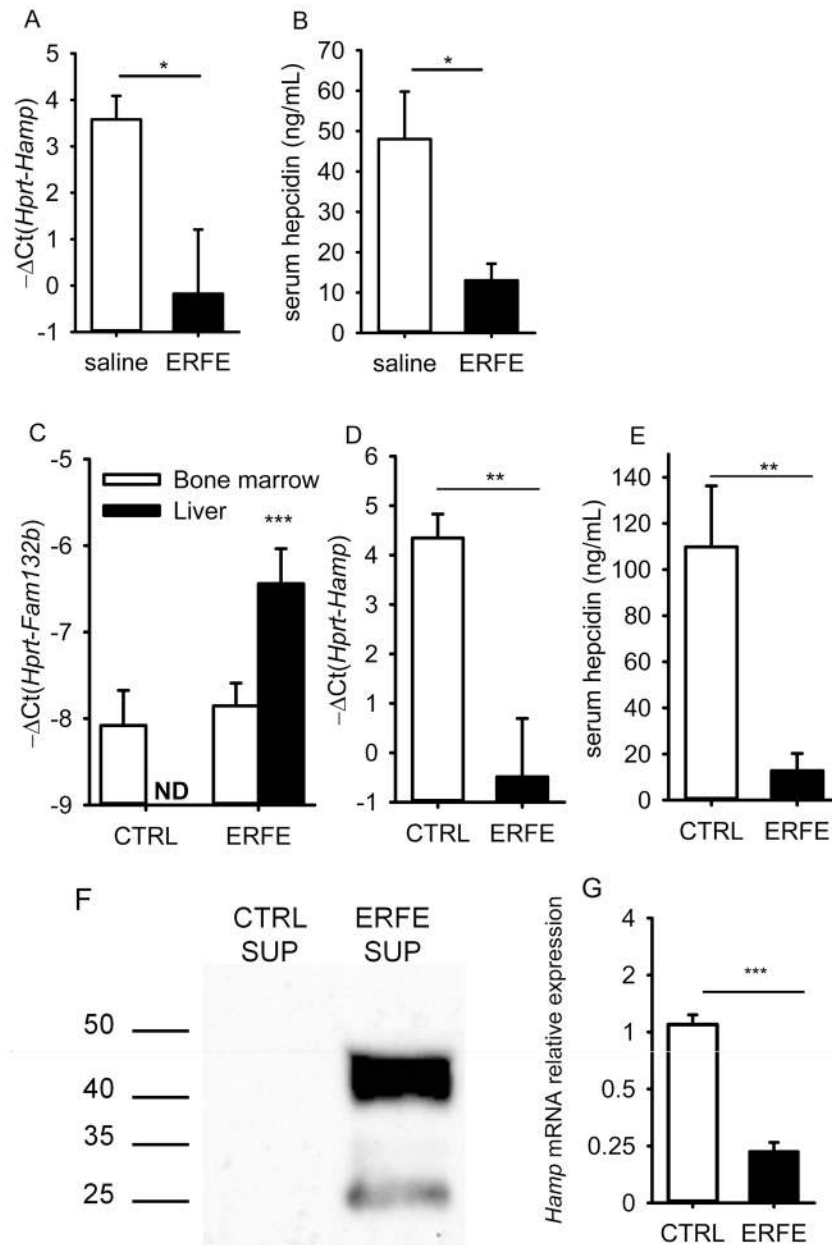 A
−ΔCt(Hprt-Hamp)
5
4
3
2
1
0
-1
*
saline ERFE
B
serum hepcidin (ng/mL)
70
60
50
40
30
20
10
0
*
saline ERFE
C
−ΔCt(Hprt-Fam132b)
-5
-6
-7
-8
-9
Bone marrow
Liver
***
ND
CTRL ERFE
D
−ΔCt(Hprt-Hamp)
6
5
4
3
2
1
0
-1
**
CTRL ERFE
E
serum hepcidin (ng/mL)
140
120
100
80
60
40
20
0
**
CTRL ERFE
F
CTRL ERFE
SUP SUP
50
40
35
25
G
Hamp mRNA relative expression
4
2
1
0.5
0.25
0
***
CTRL ERFE